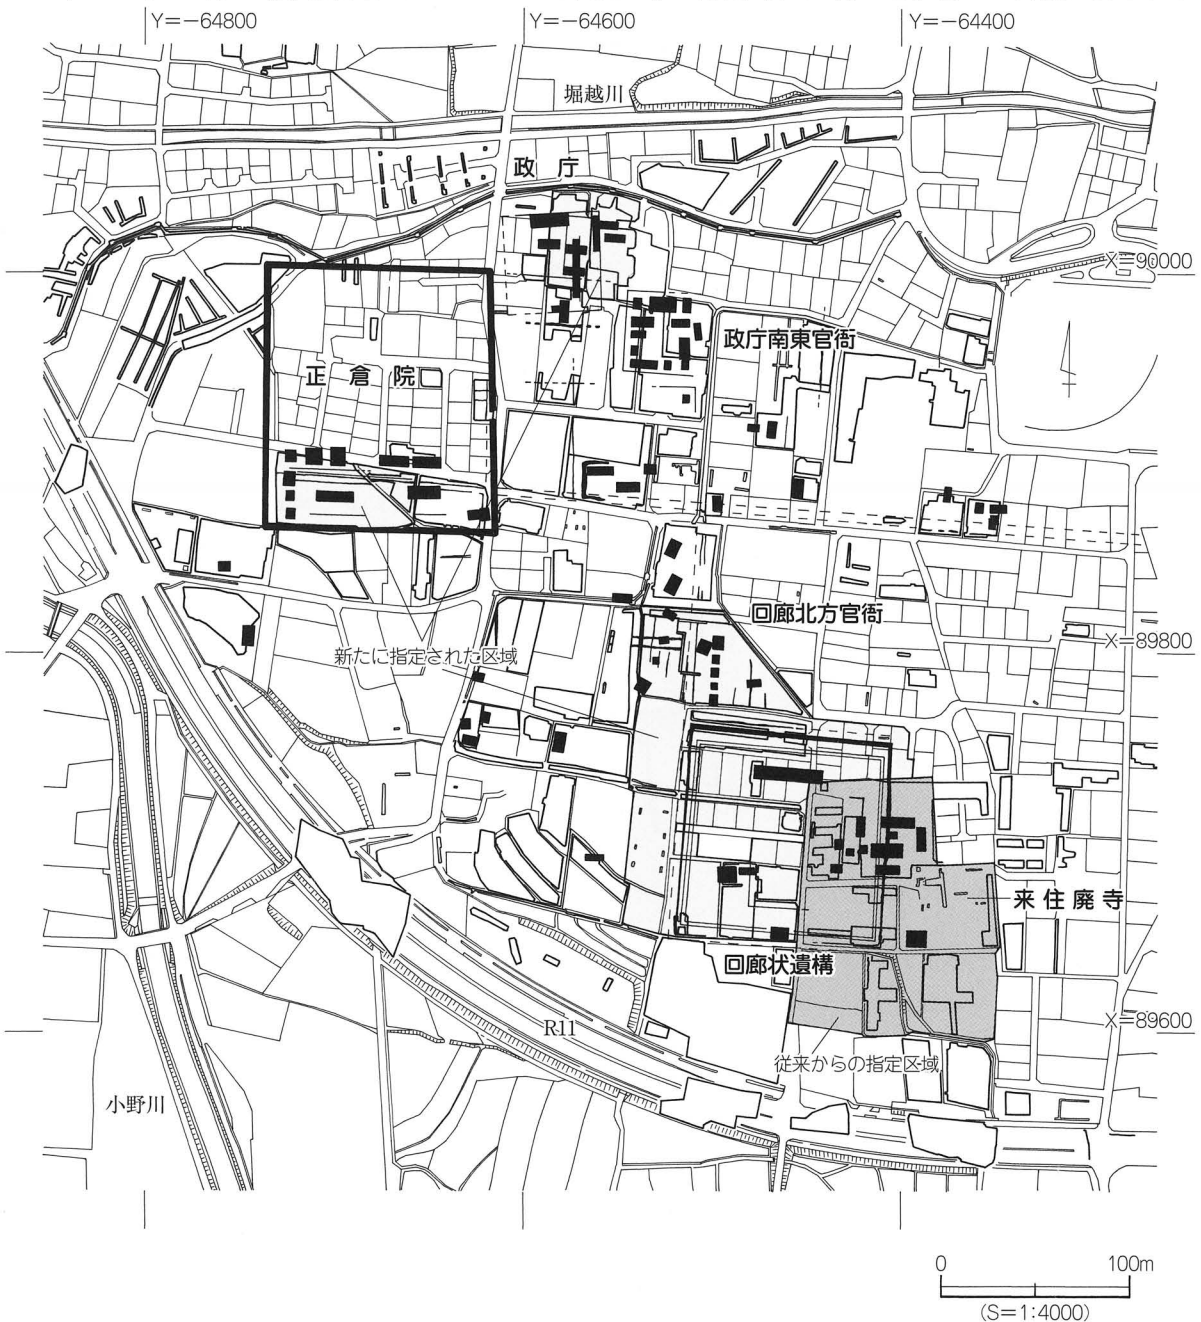 Y=−64800
Y=−64600
Y=−64400
堀越川
政庁
X=90000
政庁南東官衙
正倉院
回廊北方官衙
X=89800
新たに指定された区域
来住廃寺
回廊状遺構
X=89600
R11
従来からの指定区域
小野川
0 100m
(S=1:4000)